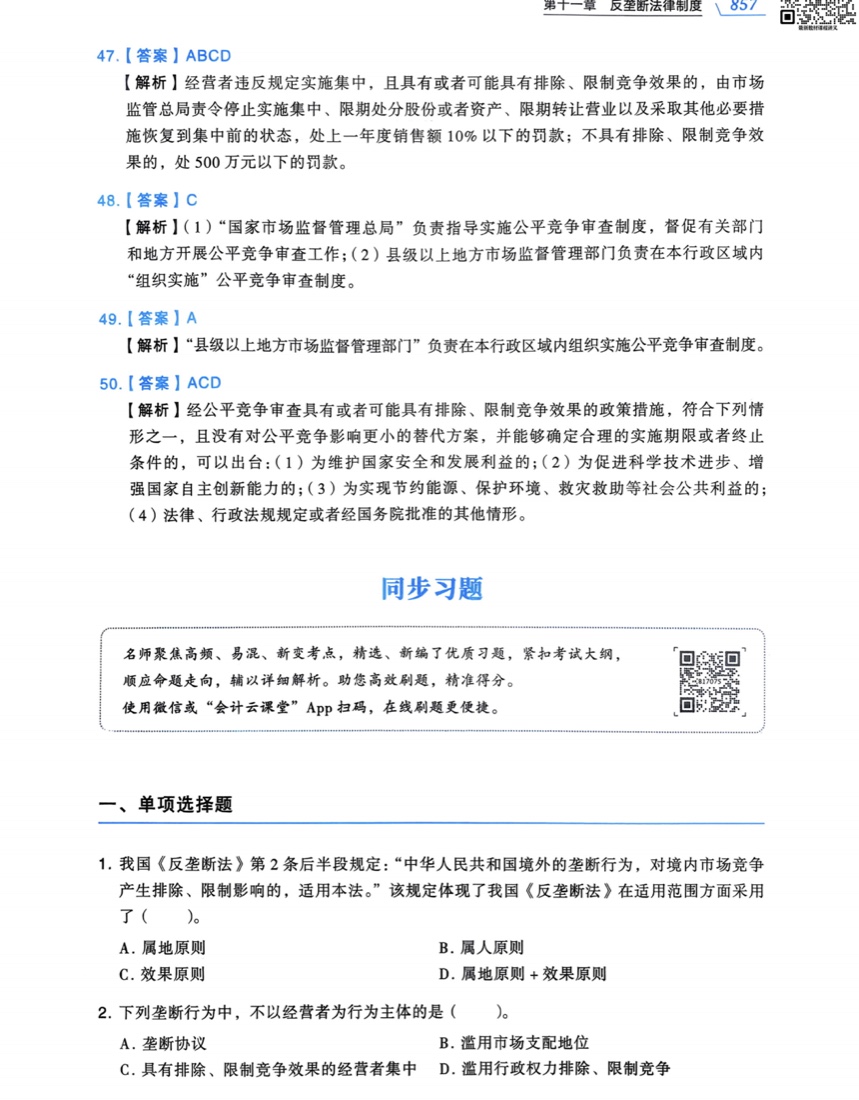 第十一章 反垄断法律制度 857
47.【答案】ABCD
【解析】经营者违反规定实施集中，且具有或者可能具有排除、限制竞争效果的，由市场
监管总局责令停止实施集中、限期处分股份或者资产、限期转让营业以及采取其他必要措
施恢复到集中前的状态，处上一年度销售额 10% 以下的罚款；不具有排除、限制竞争效
果的，处 500 万元以下的罚款。
48.【答案】C
【解析】（1）“国家市场监督管理总局”负责指导实施公平竞争审查制度，督促有关部门
和地方开展公平竞争审查工作；（2）县级以上地方市场监督管理部门负责在本行政区域内
“组织实施”公平竞争审查制度。
49.【答案】A
【解析】“县级以上地方市场监督管理部门”负责在本行政区域内组织实施公平竞争审查制度。
50.【答案】ACD
【解析】经公平竞争审查具有或者可能具有排除、限制竞争效果的政策措施，符合下列情
形之一，且没有对公平竞争影响更小的替代方案，并能够确定合理的实施期限或者终止
条件的，可以出台：（1）为维护国家安全和发展利益的；（2）为促进科学技术进步、增
强国家自主创新能力的；（3）为实现节约能源、保护环境、救灾救助等社会公共利益的；
（4）法律、行政法规规定或者经国务院批准的其他情形。
同步习题
名师聚焦高频、易混、新变考点，精选、新编了优质习题，紧扣考试大纲，
顺应命题走向，辅以详细解析。助您高效刷题，精准得分。
使用微信或“会计云课堂”App 扫码，在线刷题更便捷。
一、单项选择题
1. 我国《反垄断法》第 2 条后半段规定：“中华人民共和国境外的垄断行为，对境内市场竞争
产生排除、限制影响的，适用本法。”该规定体现了我国《反垄断法》在适用范围方面采用
了（　　）。
A. 属地原则 B. 属人原则
C. 效果原则 D. 属地原则 + 效果原则
2. 下列垄断行为中，不以经营者为行为主体的是（　　）。
A. 垄断协议 B. 滥用市场支配地位
C. 具有排除、限制竞争效果的经营者集中 D. 滥用行政权力排除、限制竞争